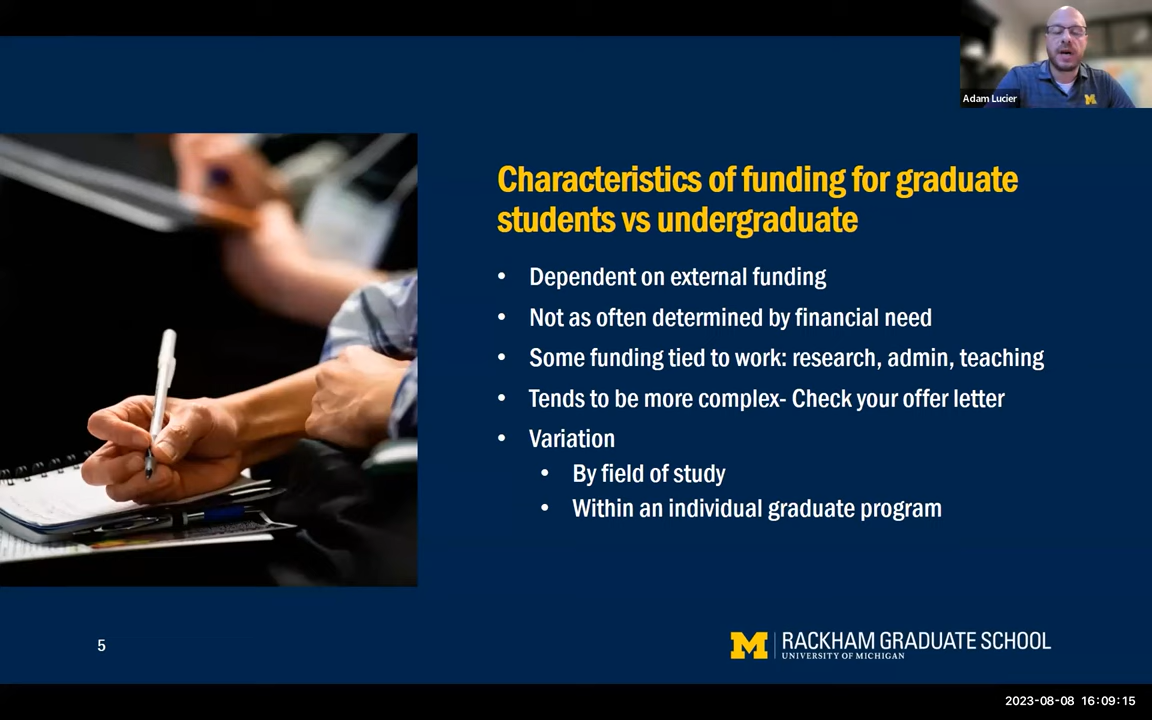 Adam Lucier
Characteristics of funding for graduate
students vs undergraduate
• Dependent on external funding
• Not as often determined by financial need
• Some funding tied to work: research, admin, teaching
• Tends to be more complex- Check your offer letter
• Variation
• By field of study
• Within an individual graduate program
5
M RACKHAM GRADUATE SCHOOL
UNIVERSITY OF MICHIGAN
2023-08-08 16:09:15